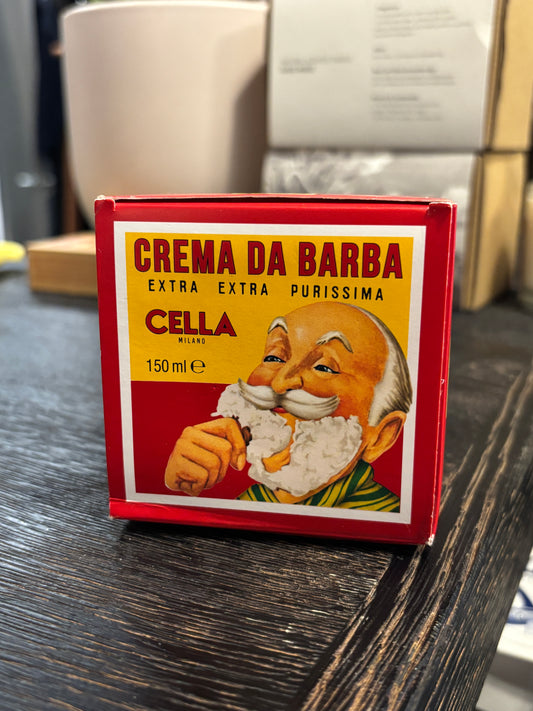 CREMA DA BARBA
EXTRA EXTRA PURISSIMA
CELLA
MILANO
150 ml ℮